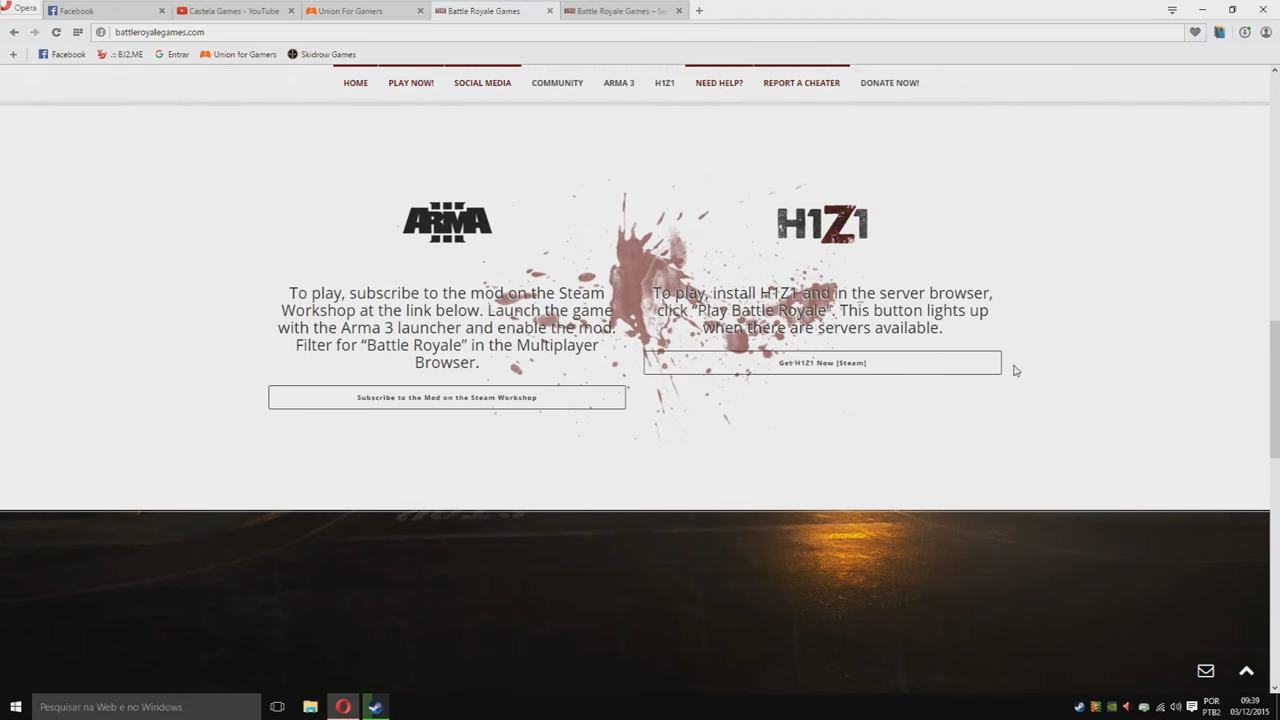 Opera
Facebook
Castela Games - YouTube
Union For Gamers
Battle Royale Games
Battle Royale Games – Se
battleroyalegames.com
Facebook
.:: BJ2.ME
Entrar
Union for Gamers
Skidrow Games
HOME
PLAY NOW!
SOCIAL MEDIA
COMMUNITY
ARMA 3
H1Z1
NEED HELP?
REPORT A CHEATER
DONATE NOW!
ARMA
III
H1Z1
To play, subscribe to the mod on the Steam
Workshop at the link below. Launch the game
with the Arma 3 launcher and enable the mod.
Filter for “Battle Royale” in the Multiplayer
Browser.
Subscribe to the Mod on the Steam Workshop
To play, install H1Z1 and in the server browser,
click “Play Battle Royale”. This button lights up
when there are servers available.
Get H1Z1 Now [Steam]
Pesquisar na Web e no Windows
POR
PTB2
09:39
03/12/2015